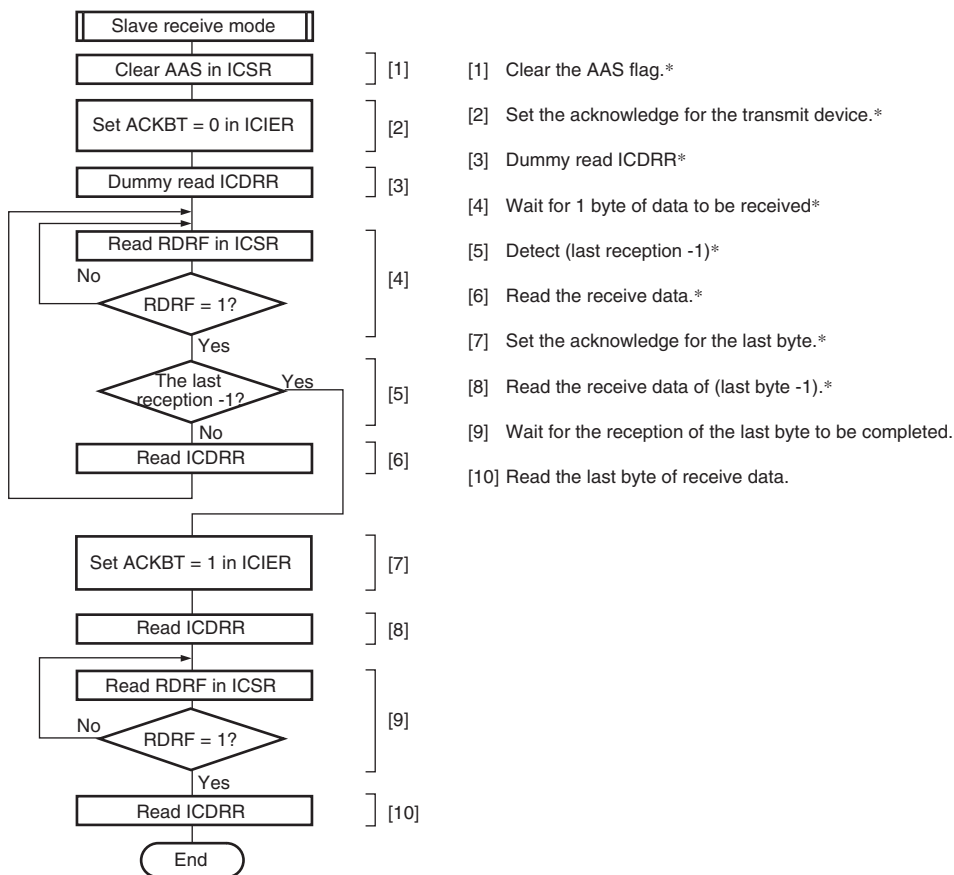 Slave receive mode
Clear AAS in ICSR
[1]
Set ACKBT = 0 in ICIER
[2]
Dummy read ICDRR
[3]
Read RDRF in ICSR
No
[4]
RDRF = 1?
Yes
The last
reception -1?
Yes
[5]
No
Read ICDRR
[6]
Set ACKBT = 1 in ICIER
[7]
Read ICDRR
[8]
Read RDRF in ICSR
No
[9]
RDRF = 1?
Yes
Read ICDRR
[10]
End
[1] Clear the AAS flag.*
[2] Set the acknowledge for the transmit device.*
[3] Dummy read ICDRR*
[4] Wait for 1 byte of data to be received*
[5] Detect (last reception -1)*
[6] Read the receive data.*
[7] Set the acknowledge for the last byte.*
[8] Read the receive data of (last byte -1).*
[9] Wait for the reception of the last byte to be completed.
[10] Read the last byte of receive data.